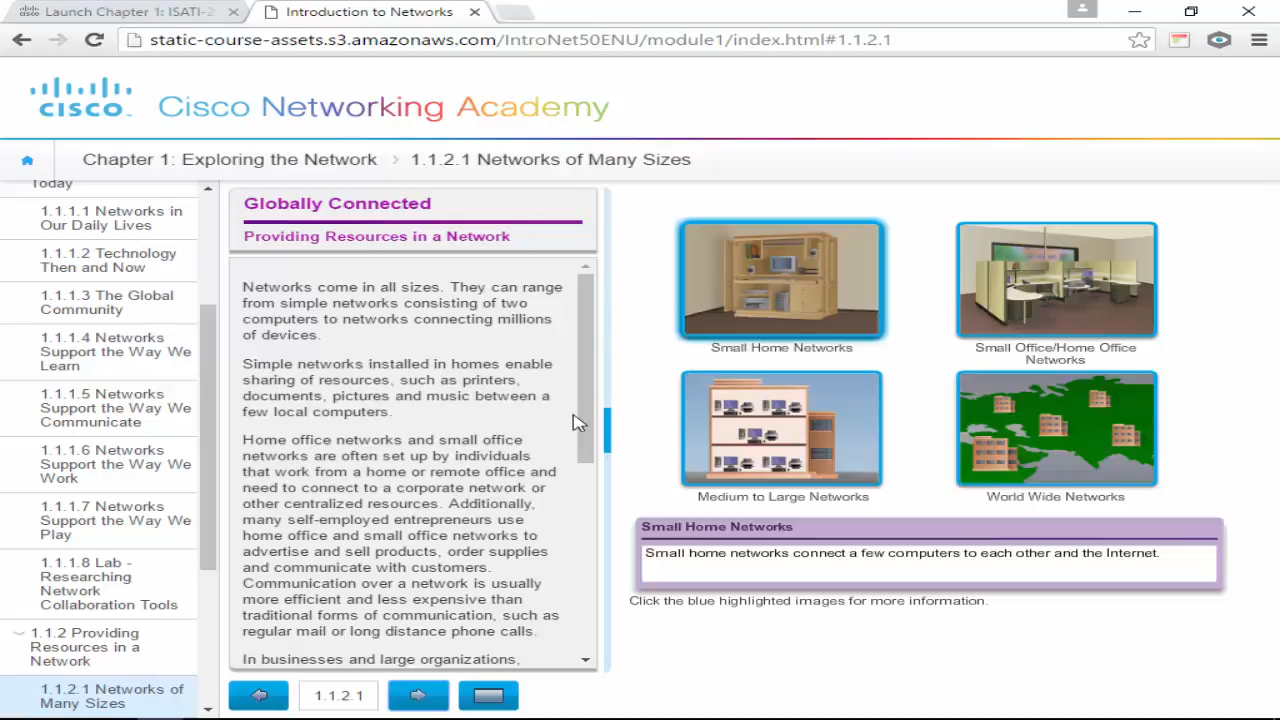 Launch Chapter 1: ISATI-2
Introduction to Networks
static-course-assets.s3.amazonaws.com/IntroNet50ENU/module1/index.html#1.1.2.1
CISCO
Cisco Networking Academy
Chapter 1: Exploring the Network > 1.1.2.1 Networks of Many Sizes
Today
1.1.1.1 Networks in
Our Daily Lives
1.1.1.2 Technology
Then and Now
1.1.1.3 The Global
Community
1.1.1.4 Networks
Support the Way We
Learn
1.1.1.5 Networks
Support the Way We
Communicate
1.1.1.6 Networks
Support the Way We
Work
1.1.1.7 Networks
Support the Way We
Play
1.1.1.8 Lab -
Researching
Network
Collaboration Tools
1.1.2 Providing
Resources in a
Network
1.1.2.1 Networks of
Many Sizes
Globally Connected
Providing Resources in a Network
Networks come in all sizes. They can range
from simple networks consisting of two
computers to networks connecting millions
of devices.
Simple networks installed in homes enable
sharing of resources, such as printers,
documents, pictures and music between a
few local computers.
Home office networks and small office
networks are often set up by individuals
that work from a home or remote office and
need to connect to a corporate network or
other centralized resources. Additionally,
many self-employed entrepreneurs use
home office and small office networks to
advertise and sell products, order supplies
and communicate with customers.
Communication over a network is usually
more efficient and less expensive than
traditional forms of communication, such as
regular mail or long distance phone calls.
In businesses and large organizations,
1.1.2.1
Small Home Networks
Small Office/Home Office
Networks
Medium to Large Networks
World Wide Networks
Small Home Networks
Small home networks connect a few computers to each other and the Internet.
Click the blue highlighted images for more information.